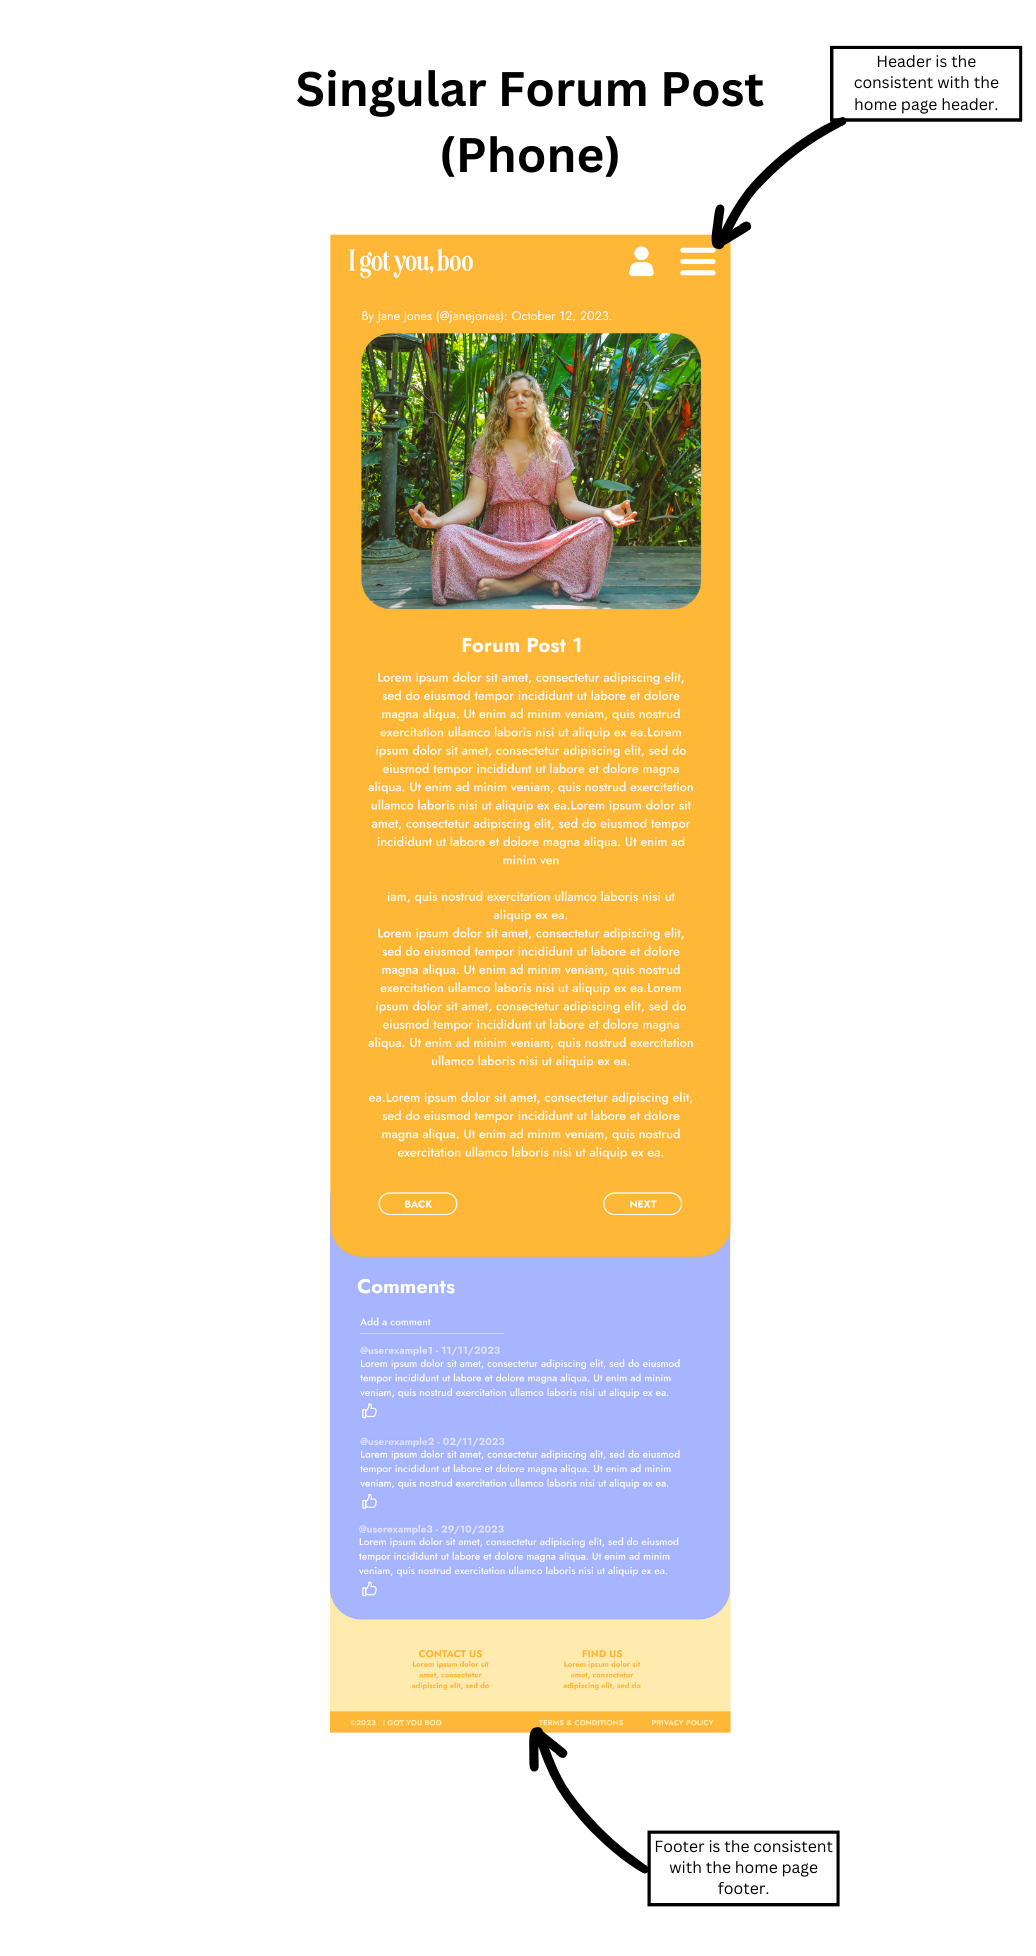 Singular Forum Post
(Phone)
Header is the
consistent with the
home page header.
I got you, boo
By Jane Jones (@janejones): October 12, 2023.
Forum Post 1
Lorem ipsum dolor sit amet, consectetur adipiscing elit,
sed do eiusmod tempor incididunt ut labore et dolore
magna aliqua. Ut enim ad minim veniam, quis nostrud
exercitation ullamco laboris nisi ut aliquip ex ea.Lorem
ipsum dolor sit amet, consectetur adipiscing elit, sed do
eiusmod tempor incididunt ut labore et dolore magna
aliqua. Ut enim ad minim veniam, quis nostrud exercitation
ullamco laboris nisi ut aliquip ex ea.Lorem ipsum dolor sit
amet, consectetur adipiscing elit, sed do eiusmod tempor
incididunt ut labore et dolore magna aliqua. Ut enim ad
minim ven
iam, quis nostrud exercitation ullamco laboris nisi ut
aliquip ex ea.
Lorem ipsum dolor sit amet, consectetur adipiscing elit,
sed do eiusmod tempor incididunt ut labore et dolore
magna aliqua. Ut enim ad minim veniam, quis nostrud
exercitation ullamco laboris nisi ut aliquip ex ea.Lorem
ipsum dolor sit amet, consectetur adipiscing elit, sed do
eiusmod tempor incididunt ut labore et dolore magna
aliqua. Ut enim ad minim veniam, quis nostrud exercitation
ullamco laboris nisi ut aliquip ex ea.
ea.Lorem ipsum dolor sit amet, consectetur adipiscing elit,
sed do eiusmod tempor incididunt ut labore et dolore
magna aliqua. Ut enim ad minim veniam, quis nostrud
exercitation ullamco laboris nisi ut aliquip ex ea.
BACK
NEXT
Comments
Add a comment
@userexample1 - 11/11/2023
Lorem ipsum dolor sit amet, consectetur adipiscing elit, sed do eiusmod
tempor incididunt ut labore et dolore magna aliqua. Ut enim ad minim
veniam, quis nostrud exercitation ullamco laboris nisi ut aliquip ex ea.
@userexample2 - 02/11/2023
Lorem ipsum dolor sit amet, consectetur adipiscing elit, sed do eiusmod
tempor incididunt ut labore et dolore magna aliqua. Ut enim ad minim
veniam, quis nostrud exercitation ullamco laboris nisi ut aliquip ex ea.
@userexample3 - 29/10/2023
Lorem ipsum dolor sit amet, consectetur adipiscing elit, sed do eiusmod
tempor incididunt ut labore et dolore magna aliqua. Ut enim ad minim
veniam, quis nostrud exercitation ullamco laboris nisi ut aliquip ex ea.
CONTACT US
Lorem ipsum dolor sit
amet, consectetur
adipiscing elit, sed do
FIND US
Lorem ipsum dolor sit
amet, consectetur
adipiscing elit, sed do
©2023 I GOT YOU BOO
TERMS & CONDITIONS
PRIVACY POLICY
Footer is the consistent
with the home page
footer.